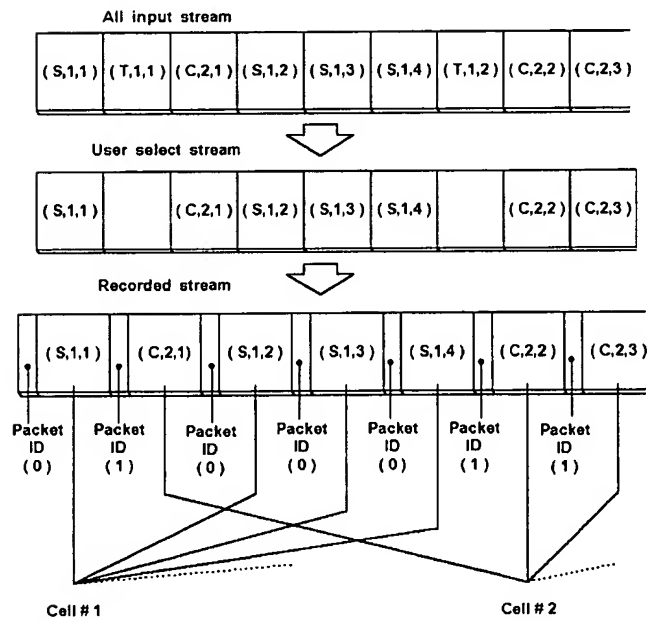 All input stream
(S,1,1) (T,1,1) (C,2,1) (S,1,2) (S,1,3) (S,1,4) (T,1,2) (C,2,2) (C,2,3)
User select stream
(S,1,1) (C,2,1) (S,1,2) (S,1,3) (S,1,4) (C,2,2) (C,2,3)
Recorded stream
(S,1,1) (C,2,1) (S,1,2) (S,1,3) (S,1,4) (C,2,2) (C,2,3)
Packet Packet Packet Packet Packet Packet Packet
ID ID ID ID ID ID ID
(0) (1) (0) (0) (0) (1) (1)
Cell # 1 Cell # 2